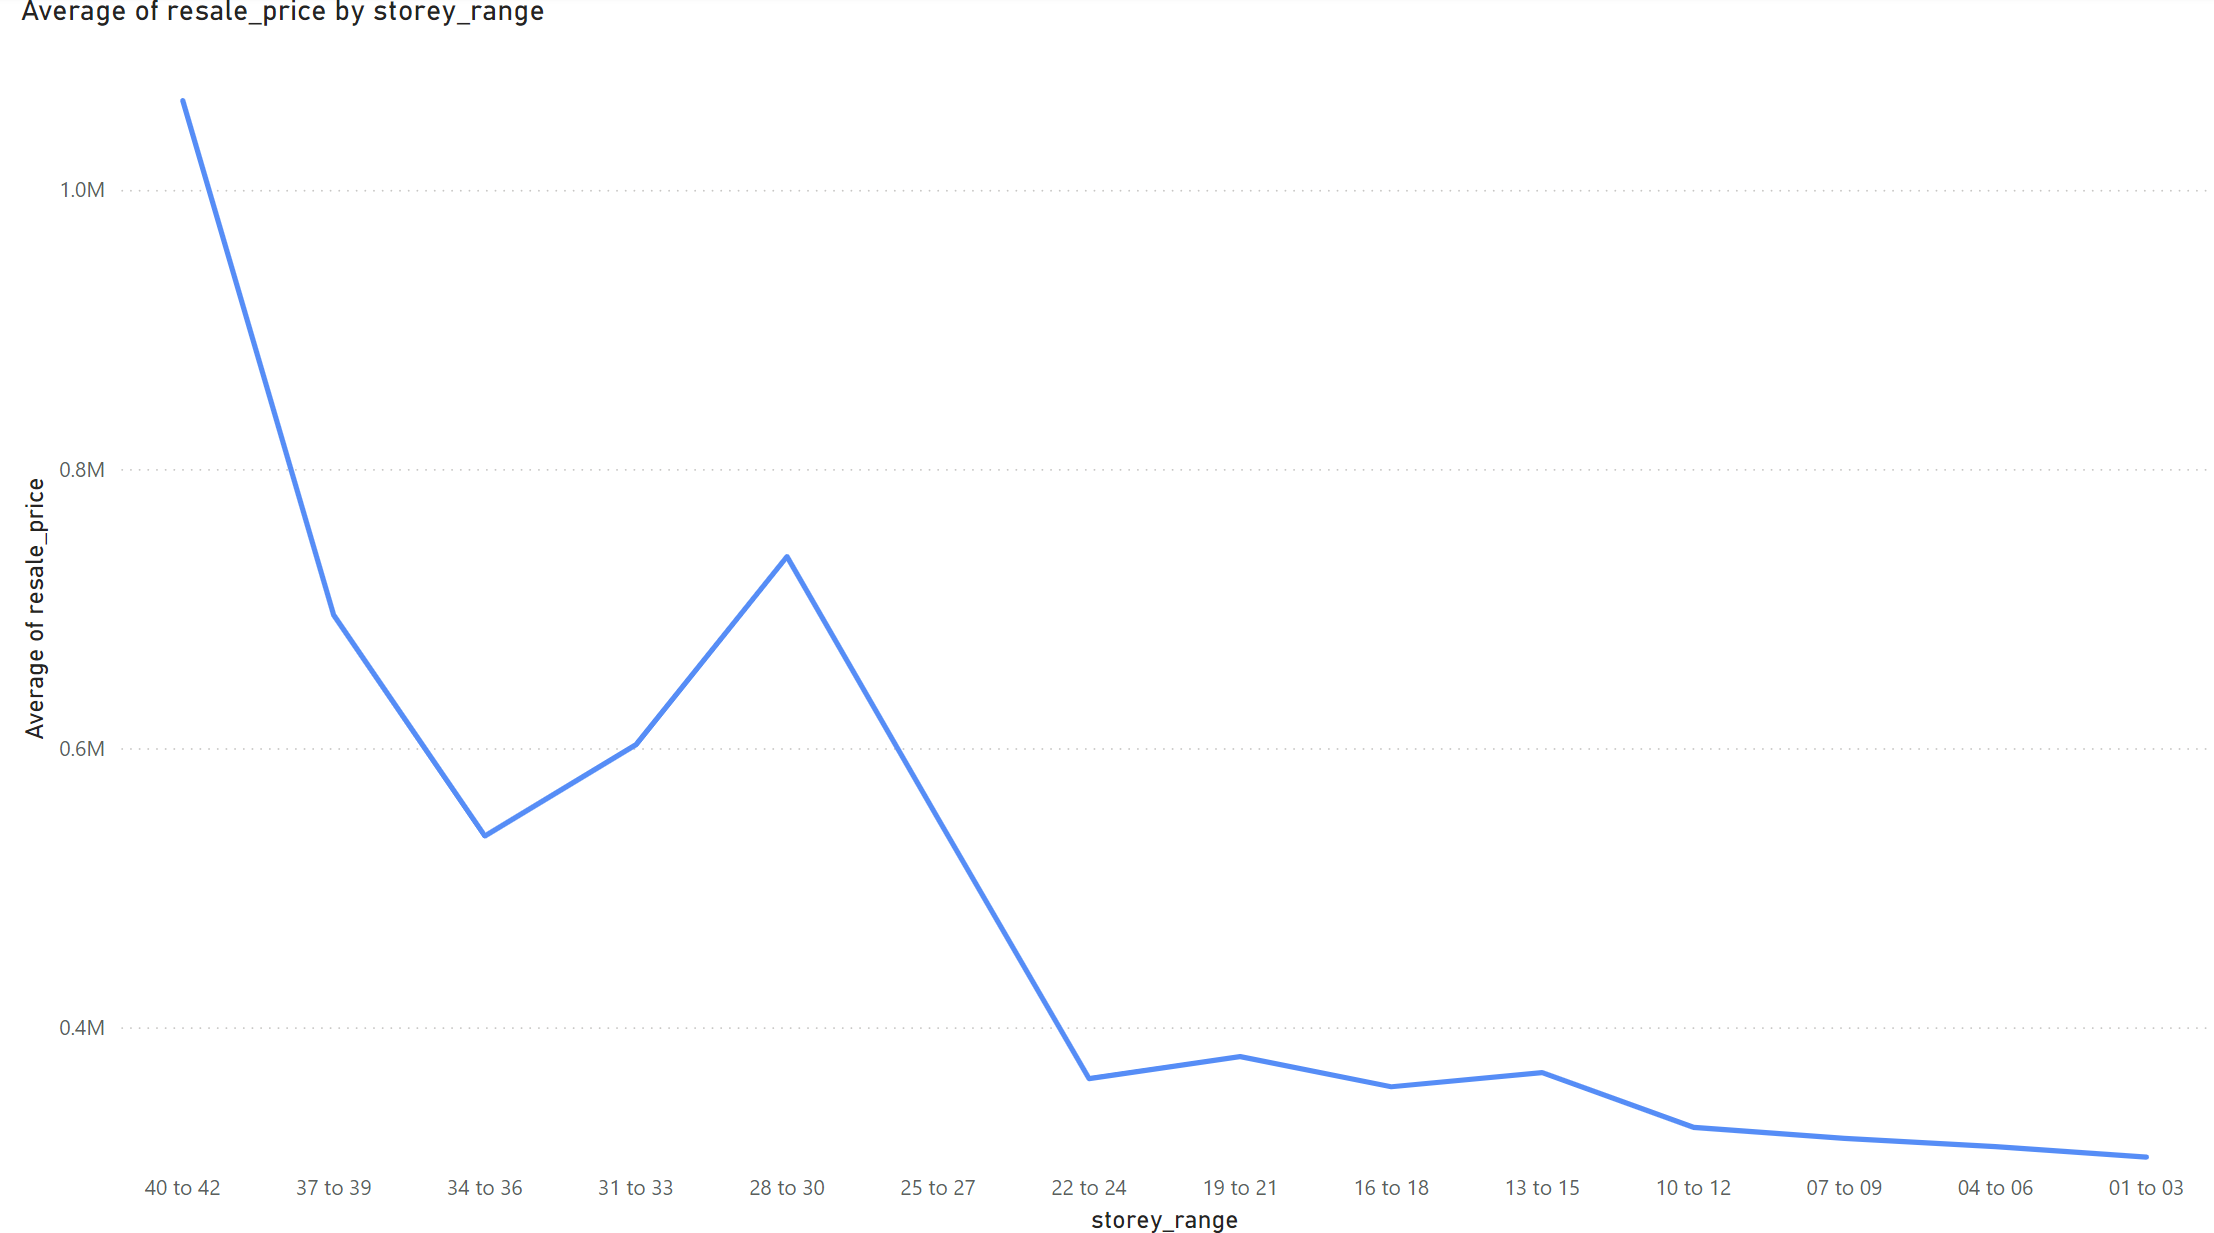 Average of resale_price by storey_range
Average of resale_price
1.0M
0.8M
0.6M
0.4M
40 to 42 37 to 39 34 to 36 31 to 33 28 to 30 25 to 27 22 to 24 19 to 21 16 to 18 13 to 15 10 to 12 07 to 09 04 to 06 01 to 03
storey_range